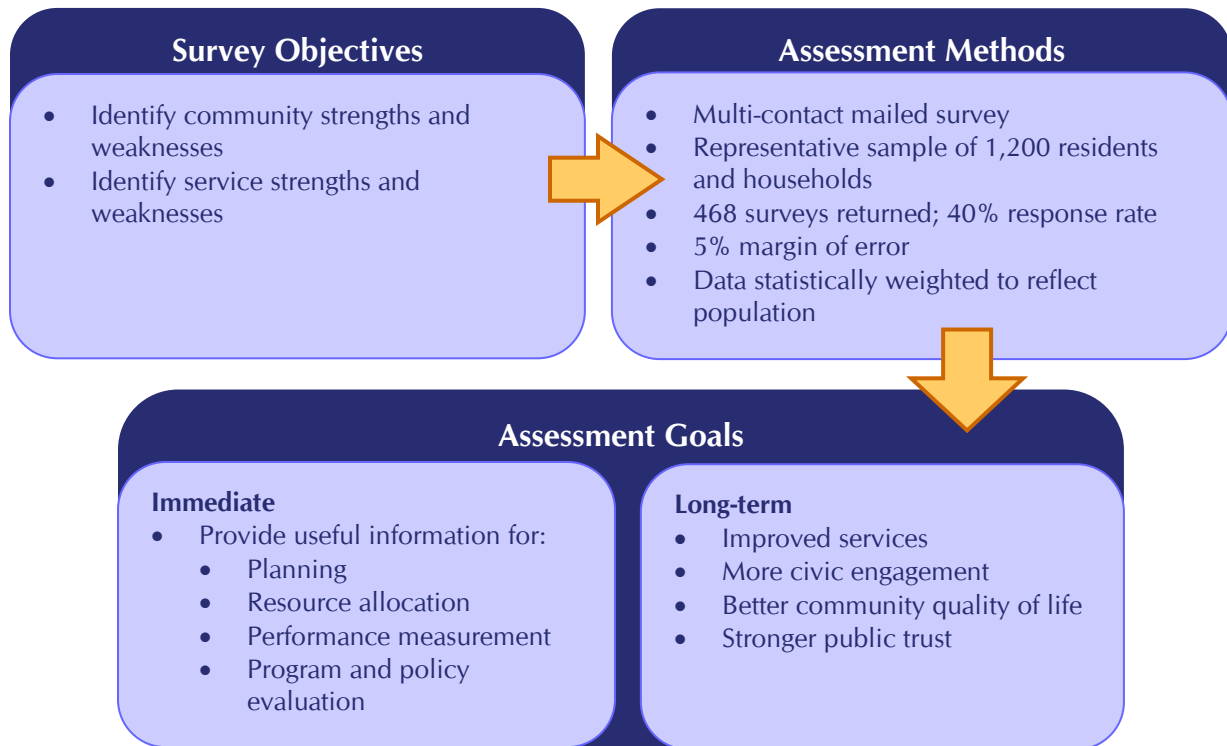 Survey Objectives
• Identify community strengths and
weaknesses
• Identify service strengths and
weaknesses
Assessment Methods
• Multi-contact mailed survey
• Representative sample of 1,200 residents
and households
• 468 surveys returned; 40% response rate
• 5% margin of error
• Data statistically weighted to reflect
population
Assessment Goals
Immediate
• Provide useful information for:
• Planning
• Resource allocation
• Performance measurement
• Program and policy
evaluation
Long-term
• Improved services
• More civic engagement
• Better community quality of life
• Stronger public trust